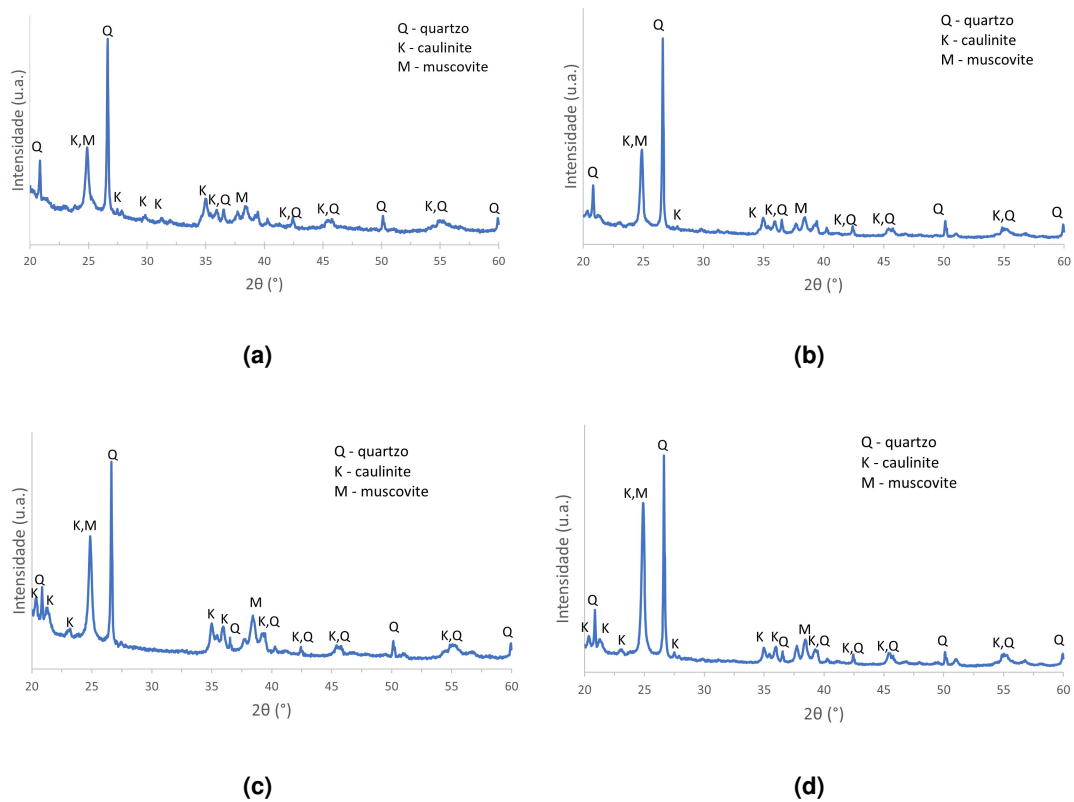 Q - quartzo
K - caulinite
M - muscovite
Intensidade (u.a.)
Q
K,M
Q
K
K
K
K
K,Q
M
K,Q
K,Q
Q
K,Q
Q
20 25 30 35 40 45 50 55 60
2θ (°)
(a)
Q - quartzo
K - caulinite
M - muscovite
Intensidade (u.a.)
Q
K,M
Q
K
K
K,Q
M
K,Q
K,Q
Q
K,Q
Q
20 25 30 35 40 45 50 55 60
2θ (°)
(b)
Q - quartzo
K - caulinite
M - muscovite
Intensidade (u.a.)
K
Q
K
K
K,M
Q
K
K
Q
M
K,Q
K,Q
K,Q
Q
K,Q
Q
20 25 30 35 40 45 50 55 60
2θ (°)
(c)
Q - quartzo
K - caulinite
M - muscovite
Intensidade (u.a.)
K
Q
K
K
K,M
Q
K
K
K,Q
M
K,Q
K,Q
K,Q
Q
K,Q
Q
20 25 30 35 40 45 50 55 60
2θ (°)
(d)